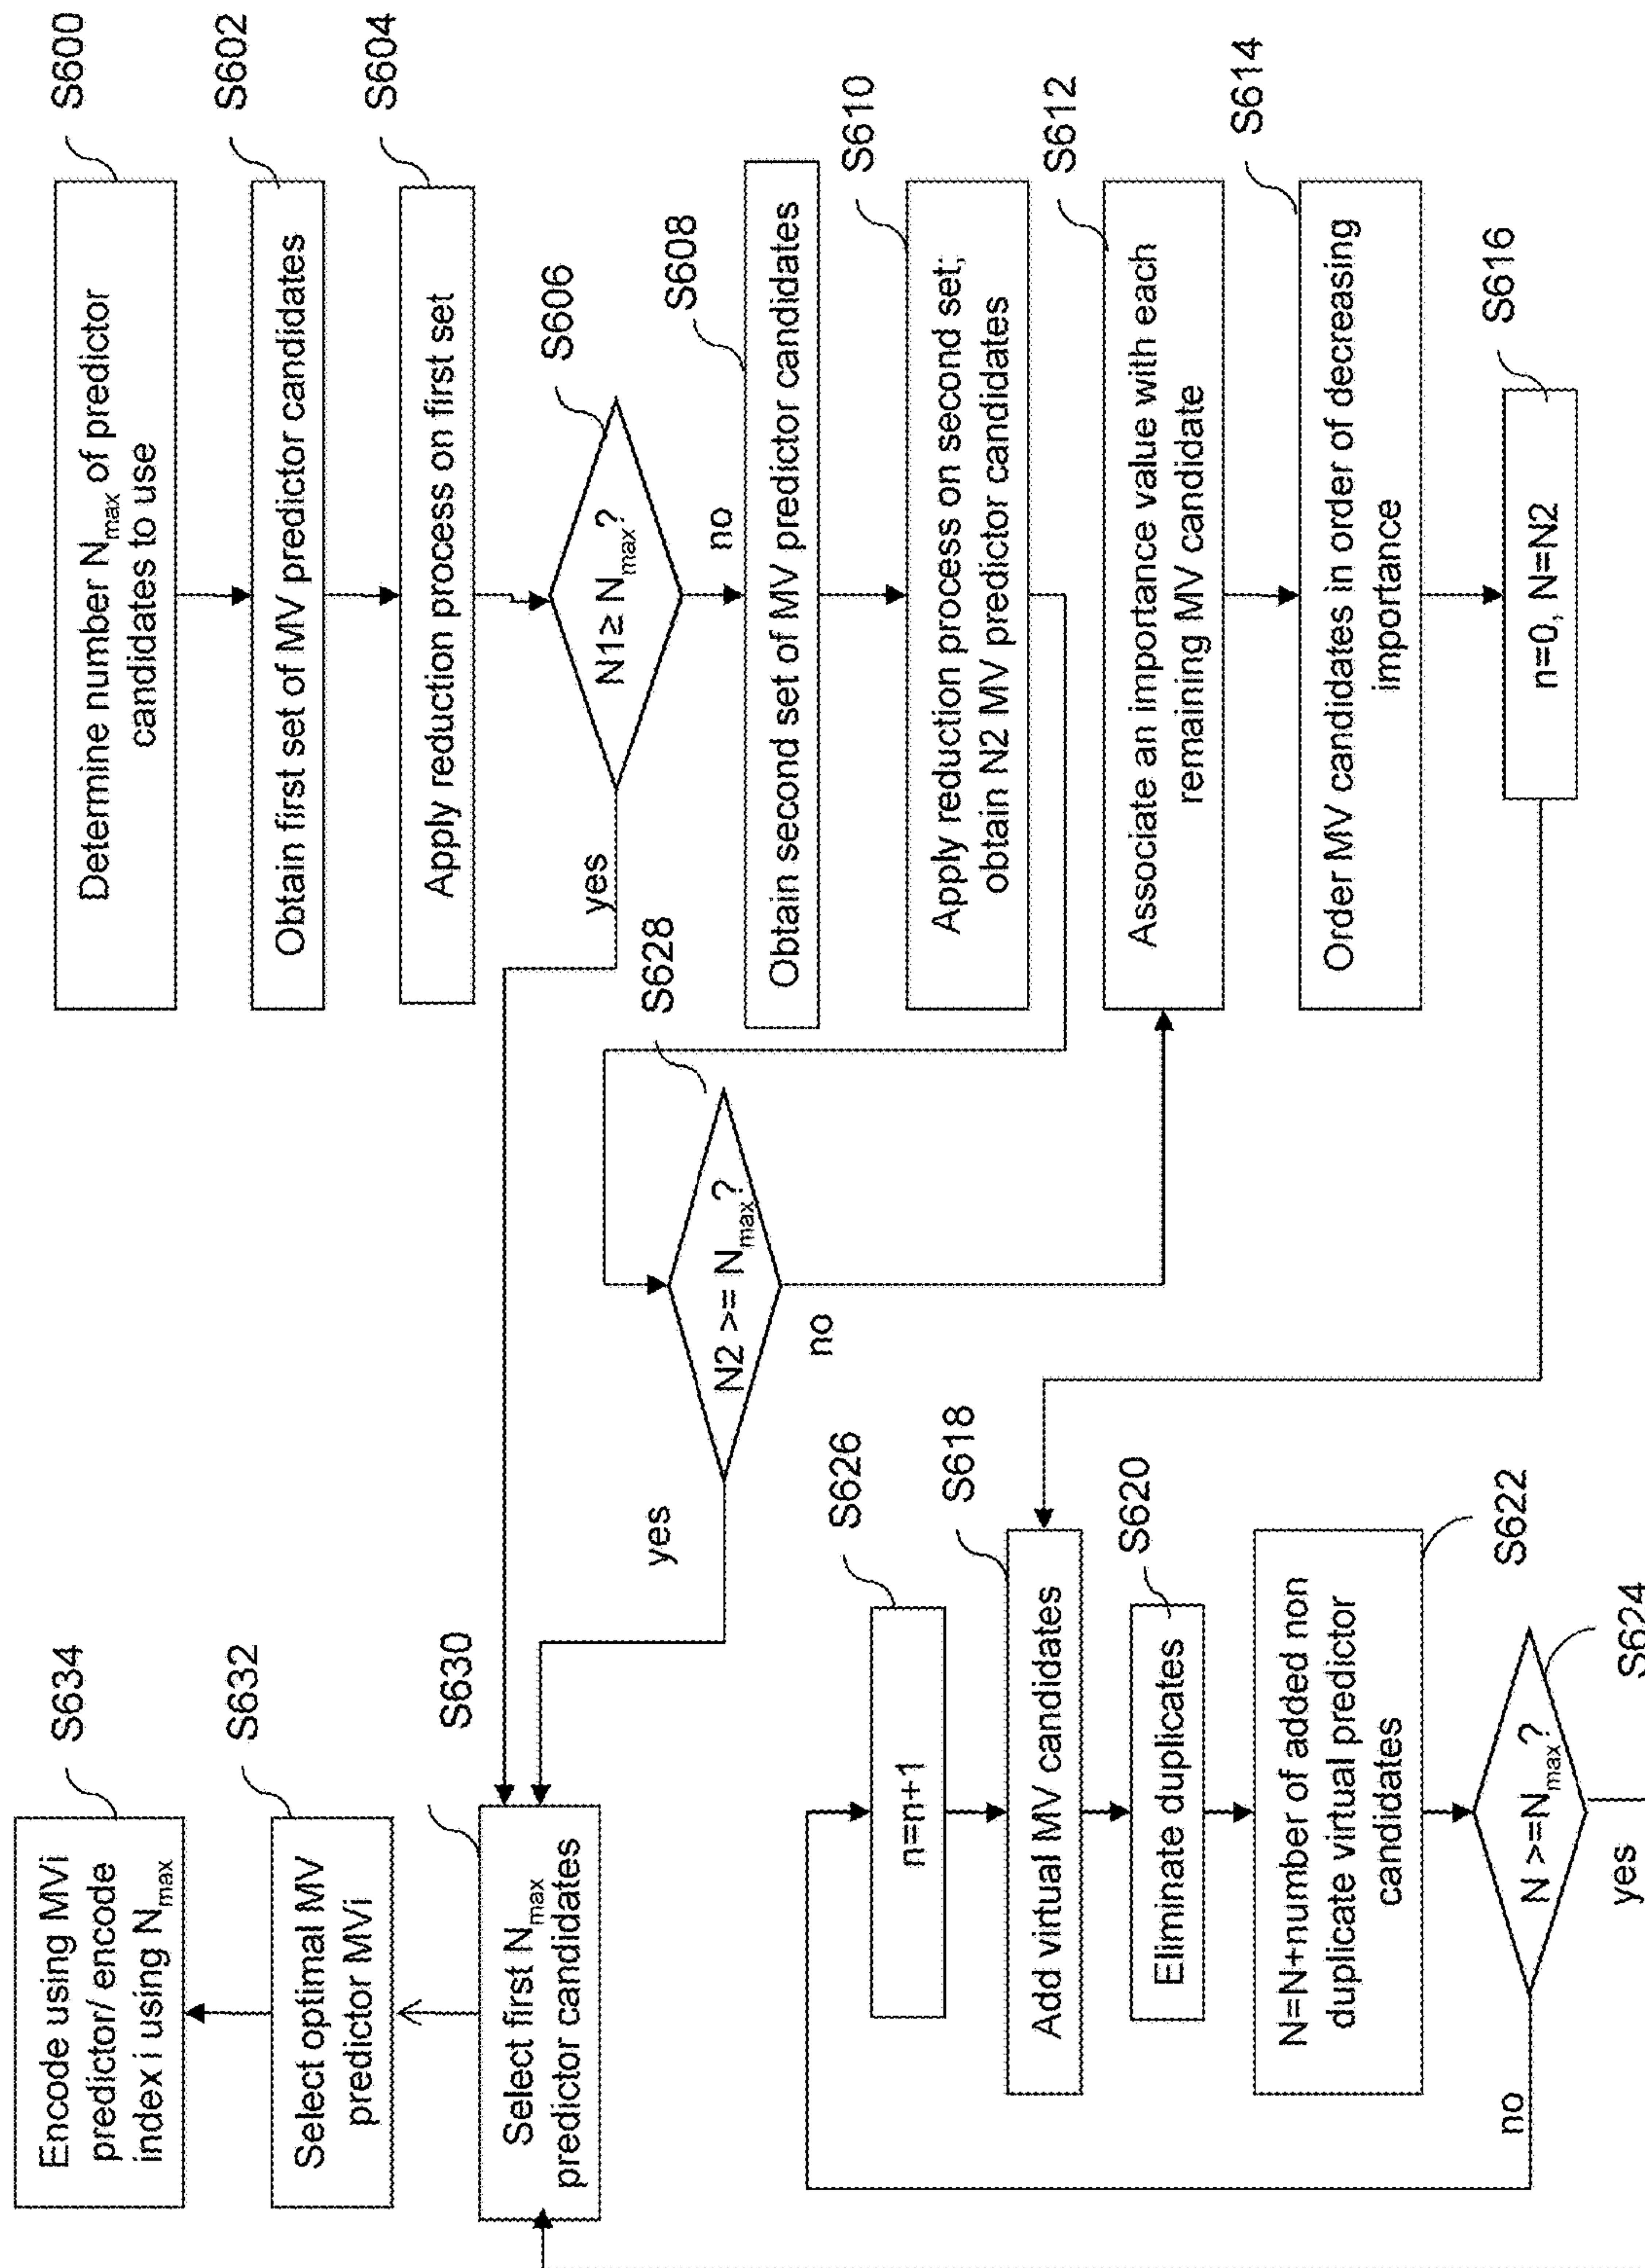 S600
Determine number Nmax of predictor
candidates to use
S602
Obtain first set of MV predictor candidates
S604
Apply reduction process on first set
S606
N1≥ Nmax?
yes
no
S608
Obtain second set of MV predictor candidates
S610
Apply reduction process on second set;
obtain N2 MV predictor candidates
S628
N2 >= Nmax?
yes
no
S612
Associate an importance value with each
remaining MV candidate
S614
Order MV candidates in order of decreasing
importance
S616
n=0, N=N2
S626
n=n+1
S618
Add virtual MV candidates
S620
Eliminate duplicates
S622
N=N+number of added non
duplicate virtual predictor
candidates
S624
N >=Nmax?
no
yes
S630
Select first Nmax
predictor candidates
S632
Select optimal MV
predictor MVi
S634
Encode using MVi
predictor/ encode
index i using Nmax